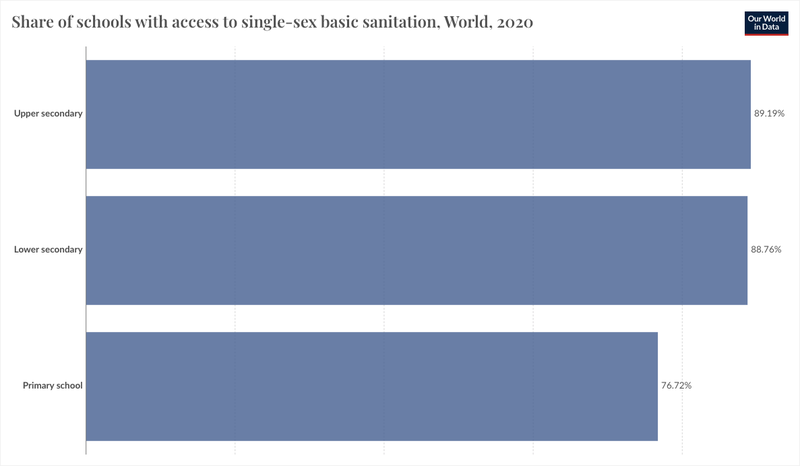 Share of schools with access to single-sex basic sanitation, World, 2020
Our World
in Data
Upper secondary
89.19%
Lower secondary
88.76%
Primary school
76.72%